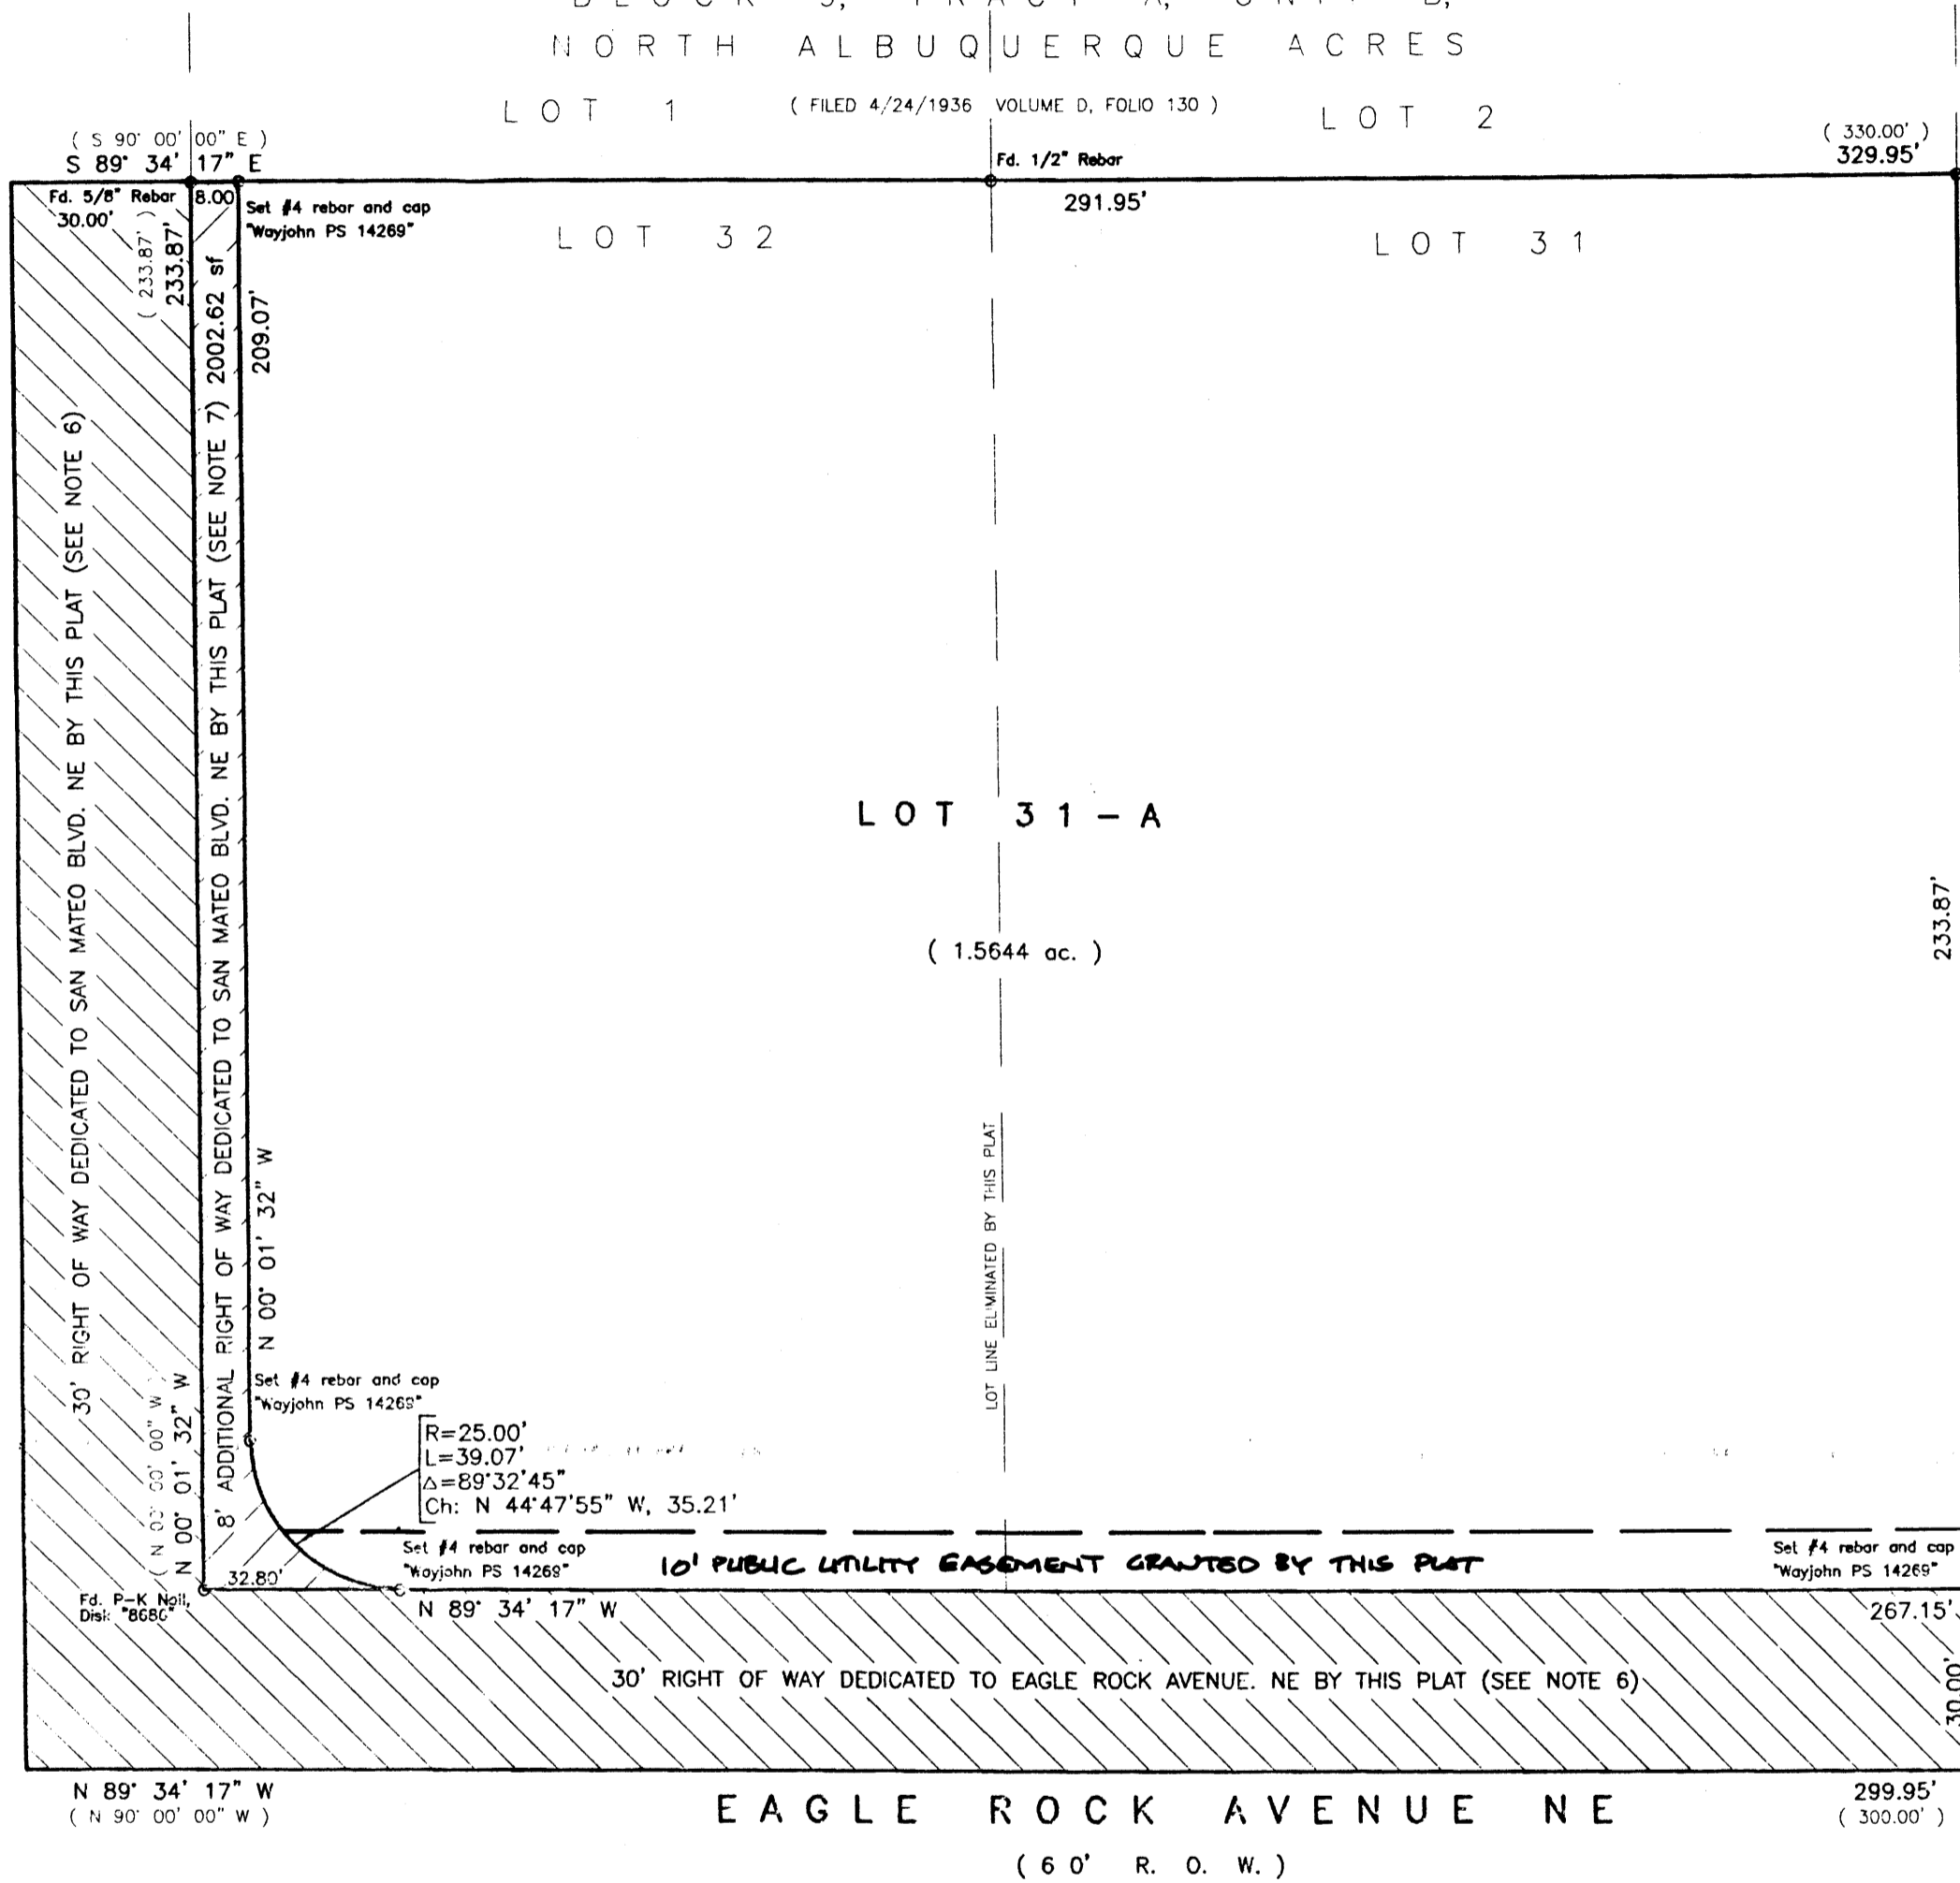 NORTH ALBUQUERQUE ACRES
LOT 1
( FILED 4/24/1936 VOLUME D, FOLIO 130 )
LOT 2
( S 90° 00' 00" E )
S 89° 34' 17" E
( 330.00' )
329.95'
Fd. 1/2" Rebar
Fd. 5/8" Rebar
30.00'
8.00
Set #4 rebar and cap
"Wayjohn PS 14269"
291.95'
LOT 32
LOT 31
( 233.87' )
233.87'
209.07'
30' RIGHT OF WAY DEDICATED TO SAN MATEO BLVD. NE BY THIS PLAT (SEE NOTE 6)
8' ADDITIONAL RIGHT OF WAY DEDICATED TO SAN MATEO BLVD. NE BY THIS PLAT (SEE NOTE 7) 2002.62 sf
LOT 31-A
( 1.5644 ac. )
233.87'
LOT LINE ELIMINATED BY THIS PLAT
N 00° 01' 32" W
( N 00° 00' 00" W )
N 00° 01' 32" W
Set #4 rebar and cap
"Wayjohn PS 14269"
R=25.00'
L=39.07'
Δ=89°32'45"
Ch: N 44°47'55" W, 35.21'
Set #4 rebar and cap
"Wayjohn PS 14269"
10' PUBLIC UTILITY EASEMENT GRANTED BY THIS PLAT
Set #4 rebar and cap
"Wayjohn PS 14269"
32.80'
Fd. P-K Nail,
Disk "8686"
N 89° 34' 17" W
267.15'
30' RIGHT OF WAY DEDICATED TO EAGLE ROCK AVENUE. NE BY THIS PLAT (SEE NOTE 6)
30.00'
N 89° 34' 17" W
( N 90° 00' 00" W )
EAGLE ROCK AVENUE NE
299.95'
( 300.00' )
( 60' R. O. W. )